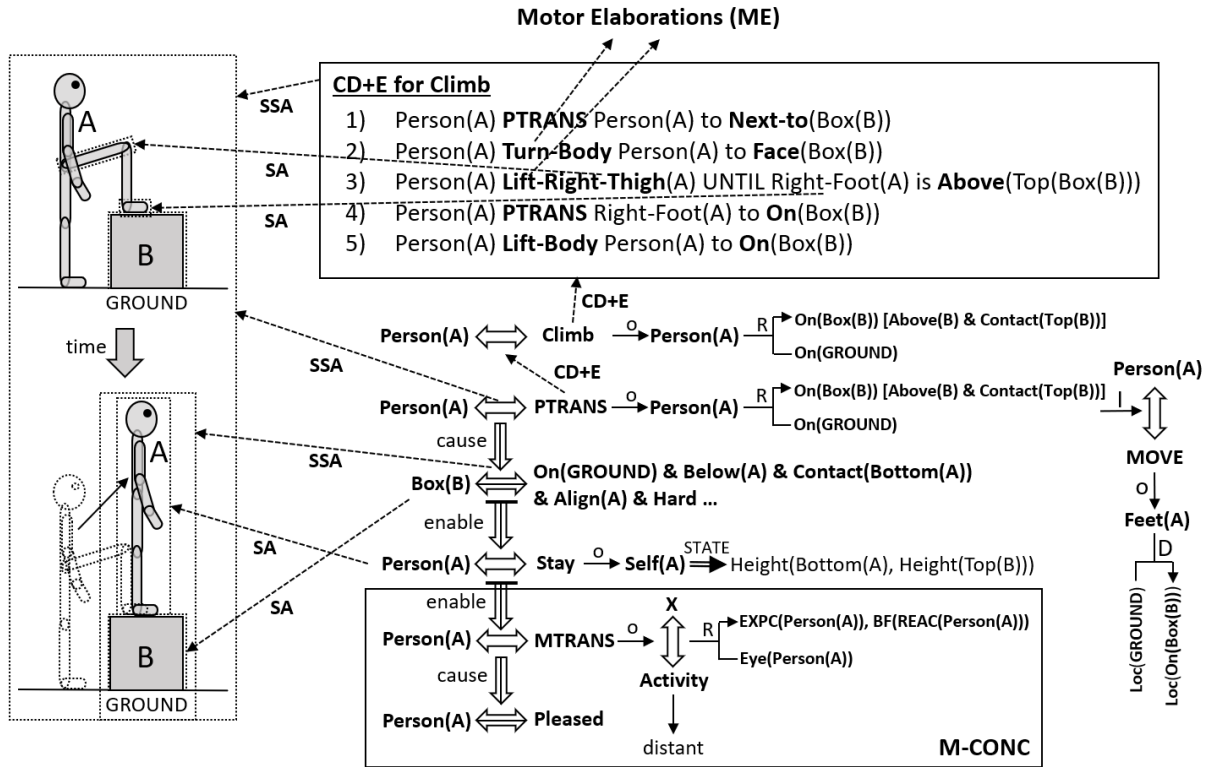 Motor Elaborations (ME)
CD+E for Climb
1) Person(A) PTRANS Person(A) to Next-to(Box(B))
2) Person(A) Turn-Body Person(A) to Face(Box(B))
3) Person(A) Lift-Right-Thigh(A) UNTIL Right-Foot(A) is Above(Top(Box(B)))
4) Person(A) PTRANS Right-Foot(A) to On(Box(B))
5) Person(A) Lift-Body Person(A) to On(Box(B))
SSA
SA
SA
A
B
GROUND
time
SSA
SSA
SA
SA
A
B
GROUND
CD+E
Person(A) Climb o Person(A) R On(Box(B)) [Above(B) & Contact(Top(B))]
On(GROUND)
CD+E
Person(A) PTRANS o Person(A) R On(Box(B)) [Above(B) & Contact(Top(B))]
On(GROUND)
I
Person(A)
MOVE
o
Feet(A)
D
Loc(GROUND)
Loc(On(Box(B)))
cause
Box(B) On(GROUND) & Below(A) & Contact(Bottom(A))
& Align(A) & Hard ...
enable
Person(A) Stay o Self(A) STATE Height(Bottom(A), Height(Top(B)))
enable
X
Person(A) MTRANS o R EXPC(Person(A)), BF(REAC(Person(A)))
Eye(Person(A))
Activity
cause
Person(A) Pleased
distant
M-CONC